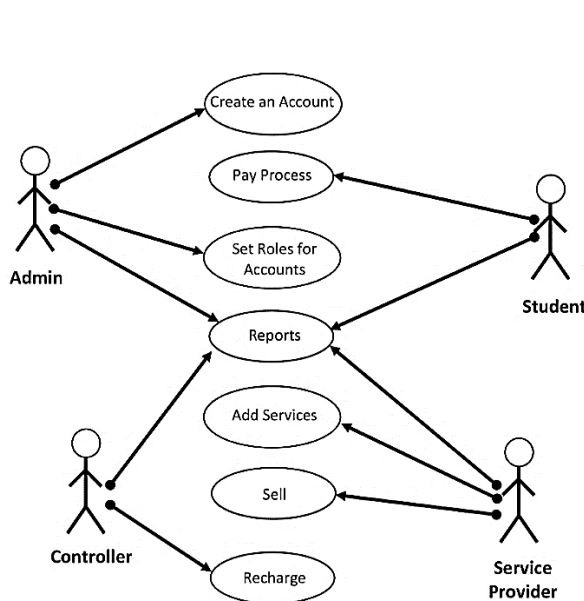 Create an Account
Pay Process
Set Roles for
Accounts
Admin
Student
Reports
Add Services
Sell
Controller
Recharge
Service
Provider